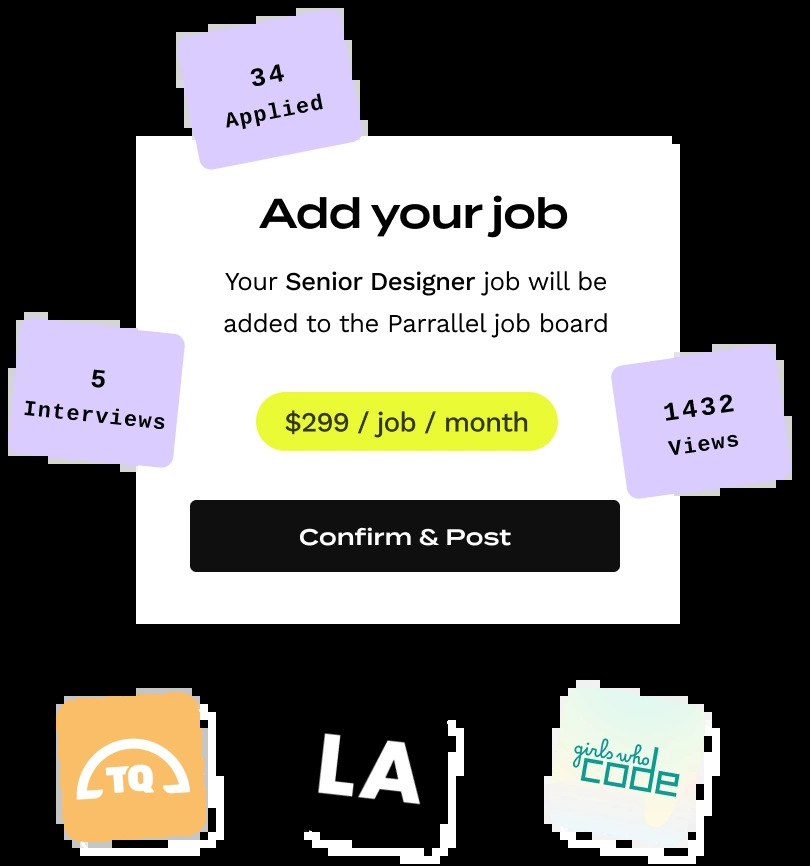 34
Applied
Add your job
Your Senior Designer job will be
added to the Parrallel job board
5
Interviews
1432
Views
$299 / job / month
Confirm & Post
TQ
LA
girls who
code